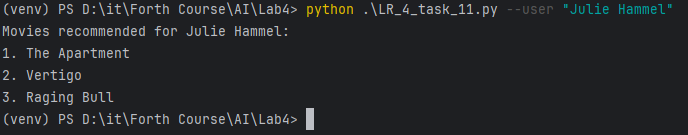 (venv) PS D:\it\Forth Course\AI\Lab4> python .\LR_4_task_11.py --user "Julie Hammel"
Movies recommended for Julie Hammel:
1. The Apartment
2. Vertigo
3. Raging Bull
(venv) PS D:\it\Forth Course\AI\Lab4>